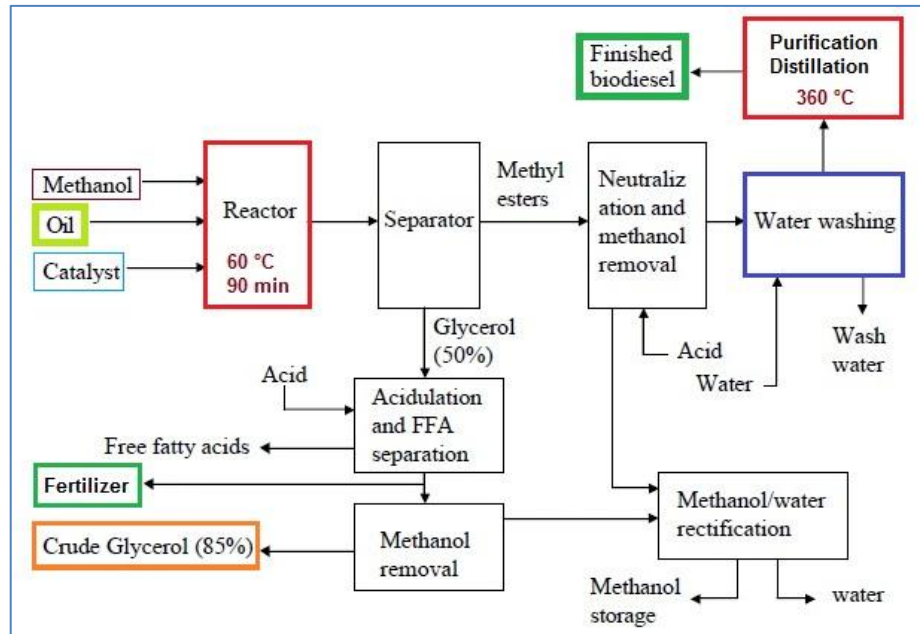 Finished
biodiesel
Purification
Distillation
360 °C
Methanol
Oil
Catalyst
Reactor
60 °C
90 min
Separator
Methyl
esters
Neutraliz
ation and
methanol
removal
Water washing
Glycerol
(50%)
Acid
Water
Wash
water
Acid
Acidulation
and FFA
separation
Free fatty acids
Fertilizer
Crude Glycerol (85%)
Methanol
removal
Methanol/water
rectification
Methanol
storage
water